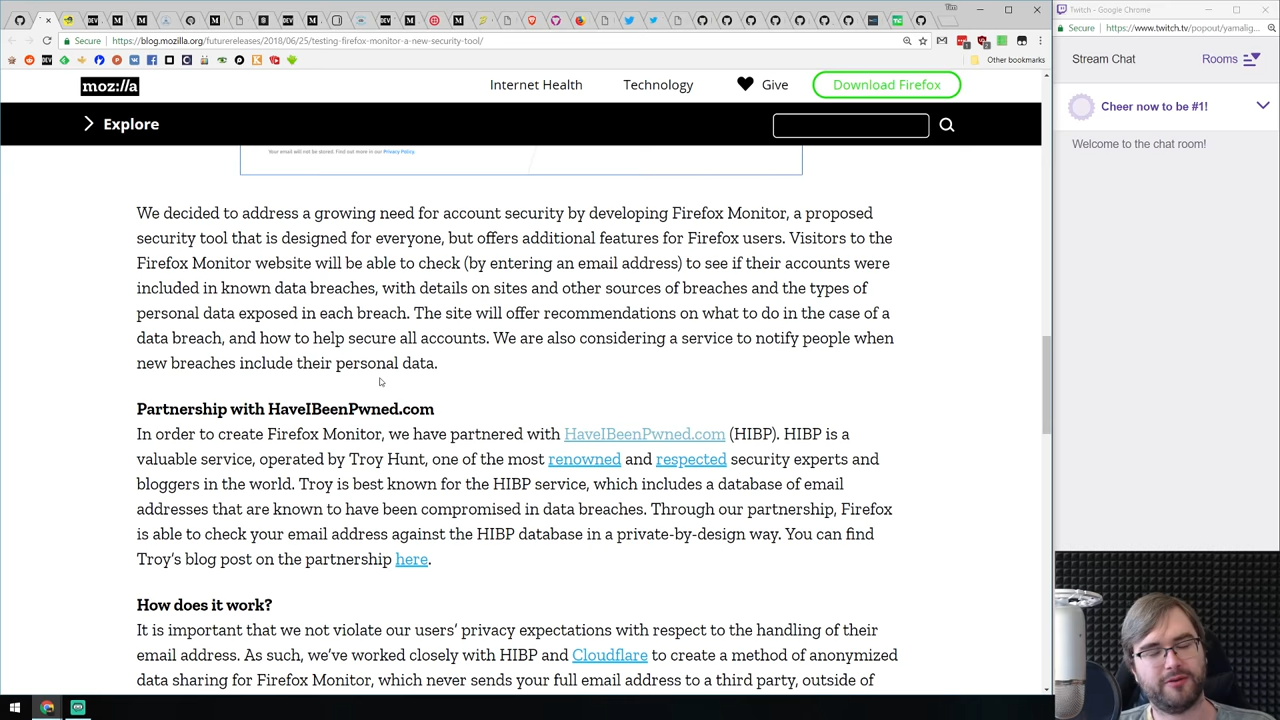 Tim
Secure
https://blog.mozilla.org/futurereleases/2018/06/25/testing-firefox-monitor-a-new-security-tool/
Other bookmarks
moz://a
Internet Health
Technology
Give
Download Firefox
Explore
Your email will not be stored. Find out more in our Privacy Policy.
We decided to address a growing need for account security by developing Firefox Monitor, a proposed
security tool that is designed for everyone, but offers additional features for Firefox users. Visitors to the
Firefox Monitor website will be able to check (by entering an email address) to see if their accounts were
included in known data breaches, with details on sites and other sources of breaches and the types of
personal data exposed in each breach. The site will offer recommendations on what to do in the case of a
data breach, and how to help secure all accounts. We are also considering a service to notify people when
new breaches include their personal data.
Partnership with HaveIBeenPwned.com
In order to create Firefox Monitor, we have partnered with HaveIBeenPwned.com (HIBP). HIBP is a
valuable service, operated by Troy Hunt, one of the most renowned and respected security experts and
bloggers in the world. Troy is best known for the HIBP service, which includes a database of email
addresses that are known to have been compromised in data breaches. Through our partnership, Firefox
is able to check your email address against the HIBP database in a private-by-design way. You can find
Troy's blog post on the partnership here.
How does it work?
It is important that we not violate our users' privacy expectations with respect to the handling of their
email address. As such, we've worked closely with HIBP and Cloudflare to create a method of anonymized
data sharing for Firefox Monitor, which never sends your full email address to a third party, outside of
Twitch - Google Chrome
Secure
https://www.twitch.tv/popout/yamalig...
Stream Chat
Rooms
Cheer now to be #1!
Welcome to the chat room!